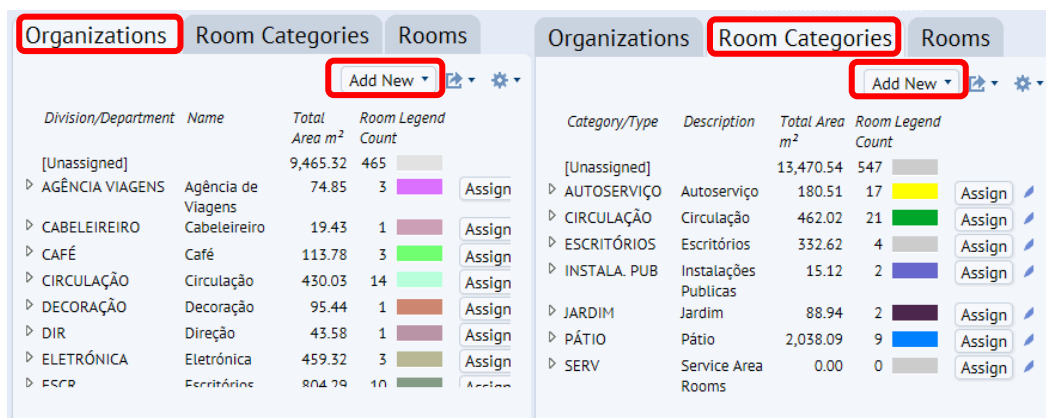 Organizations Room Categories Rooms
Add New
Division/Department Name Total Area m² Room Count Legend
[Unassigned] 9,465.32 465
AGÊNCIA VIAGENS Agência de Viagens 74.85 3 Assign
CABELEIREIRO Cabeleireiro 19.43 1 Assign
CAFÉ Café 113.78 3 Assign
CIRCULAÇÃO Circulação 430.03 14 Assign
DECORAÇÃO Decoração 95.44 1 Assign
DIR Direção 43.58 1 Assign
ELETRÓNICA Eletrónica 459.32 3 Assign
ESCR Escritórios 804.29 10 Assign
Organizations Room Categories Rooms
Add New
Category/Type Description Total Area m² Room Count Legend
[Unassigned] 13,470.54 547
AUTOSERVIÇO Autoserviço 180.51 17 Assign
CIRCULAÇÃO Circulação 462.02 21 Assign
ESCRITÓRIOS Escritórios 332.62 4 Assign
INSTALA. PUB Instalações Publicas 15.12 2 Assign
JARDIM Jardim 88.94 2 Assign
PÁTIO Pátio 2,038.09 9 Assign
SERV Service Area Rooms 0.00 0 Assign